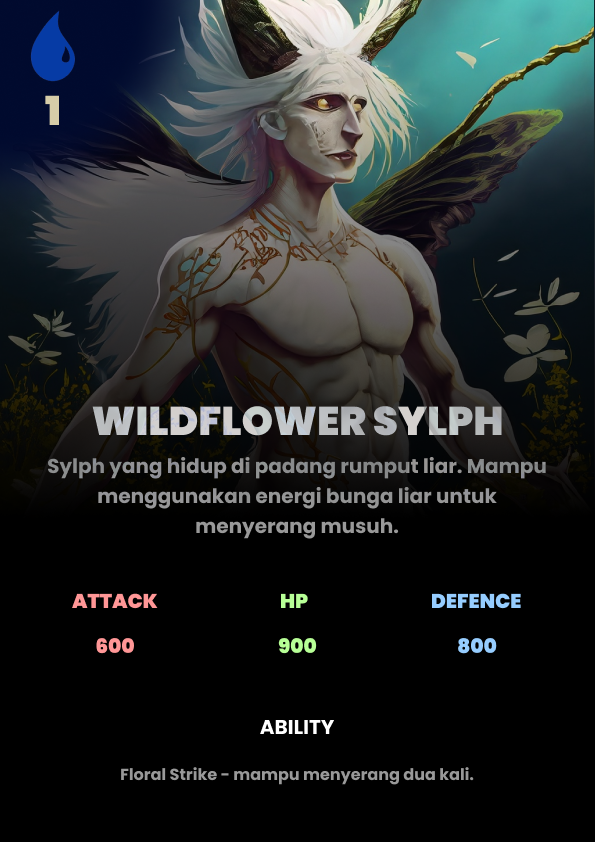 1
WILDFLOWER SYLPH
Sylph yang hidup di padang rumput liar. Mampu
menggunakan energi bunga liar untuk
menyerang musuh.
ATTACK HP DEFENCE
600 900 800
ABILITY
Floral Strike - mampu menyerang dua kali.